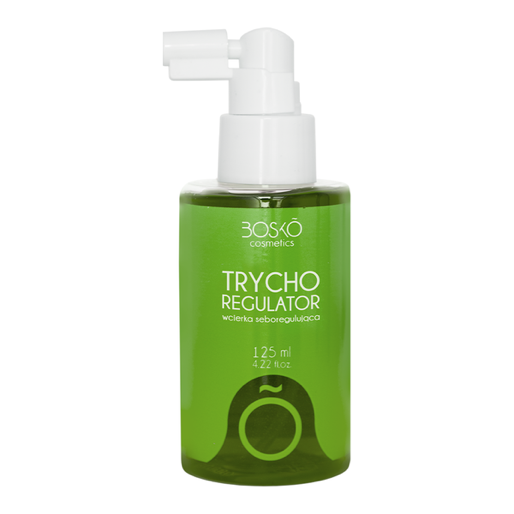 BOSKÕ
cosmetics
TRYCHO
REGULATOR
wcierka seboregulująca
125 ml
4.22 fl.oz.
Õ